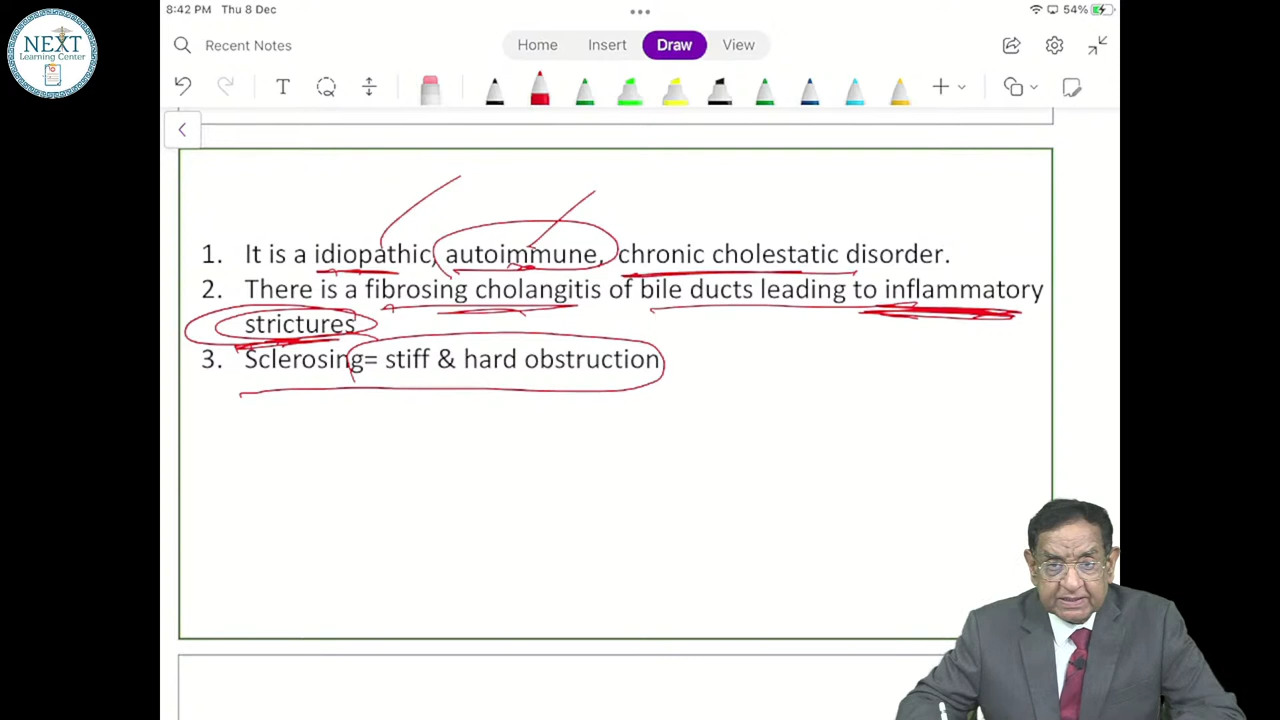 8:42 PM Thu 8 Dec
54%
NEXT
Learning Center
Recent Notes
Home Insert Draw View
1. It is a idiopathic, autoimmune, chronic cholestatic disorder.
2. There is a fibrosing cholangitis of bile ducts leading to inflammatory
strictures
3. Sclerosing= stiff & hard obstruction